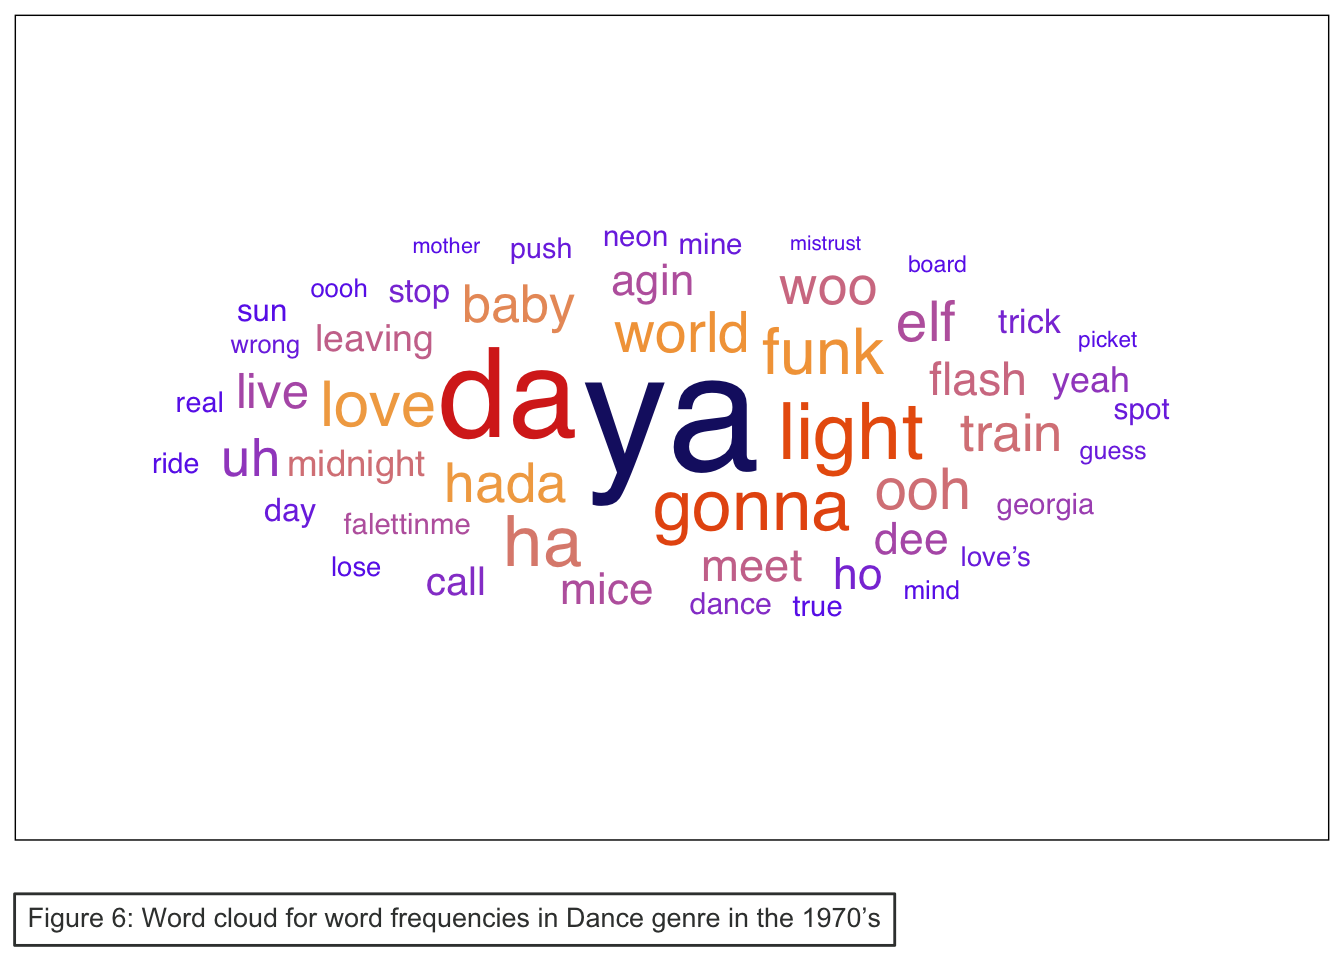 mother push neon mine mistrust
oooh stop baby agin woo board
sun leaving world funk elf trick
wrong picket
real live love da ya light flash yeah
train spot
ride uh midnight hada gonna ooh guess
day falettinme ha dee georgia
lose call mice meet ho love’s
dance true mind
Figure 6: Word cloud for word frequencies in Dance genre in the 1970’s